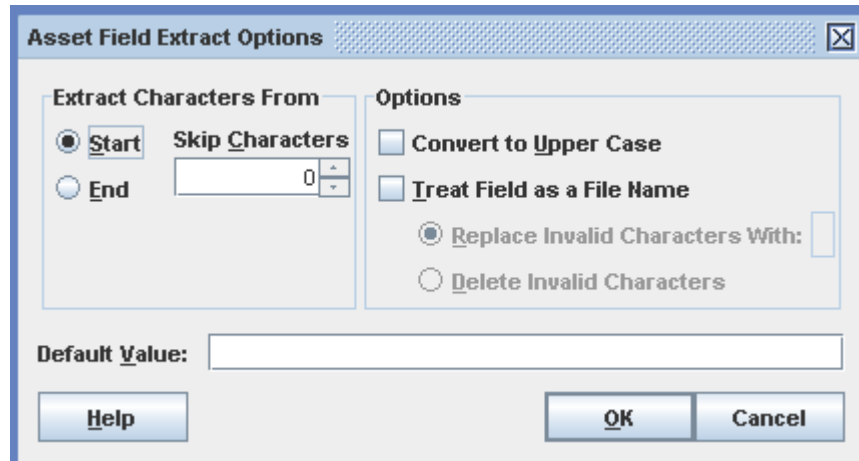 Asset Field Extract Options
Extract Characters From
Start
Skip Characters
0
End
Options
Convert to Upper Case
Treat Field as a File Name
Replace Invalid Characters With:
Delete Invalid Characters
Default Value:
Help
OK
Cancel